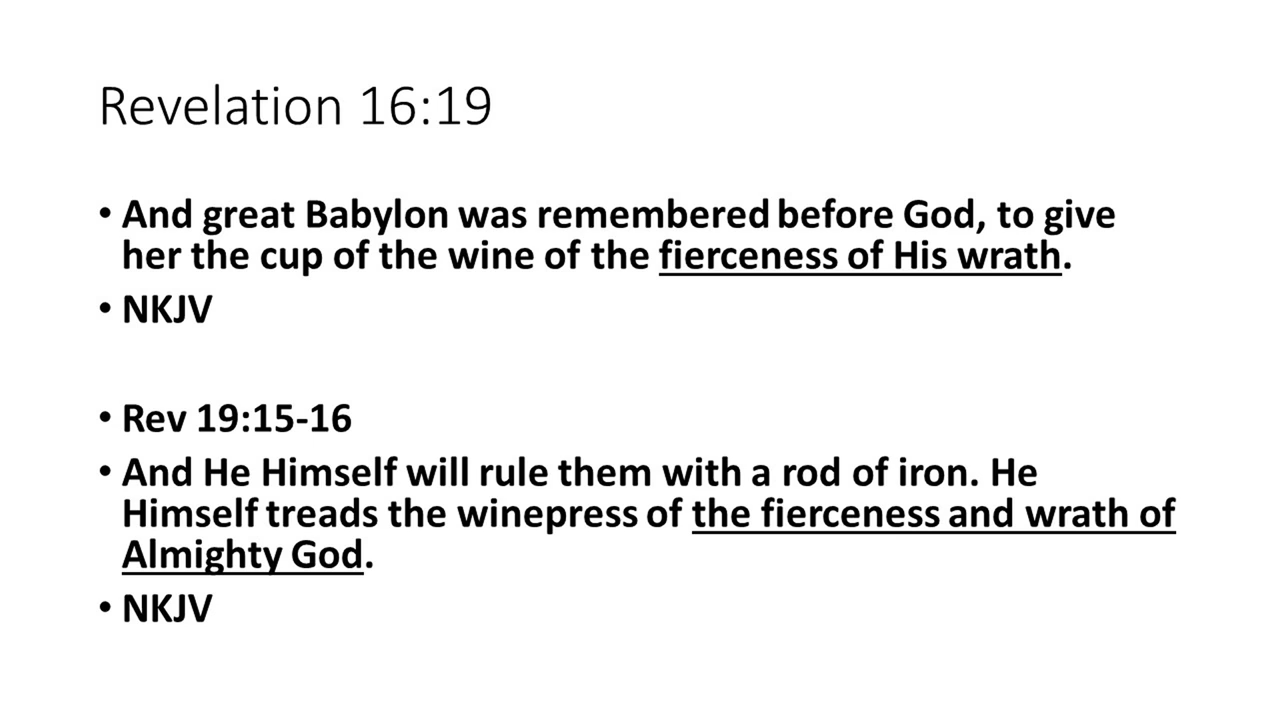 Revelation 16:19
• And great Babylon was remembered before God, to give
her the cup of the wine of the fierceness of His wrath.
• NKJV
• Rev 19:15-16
• And He Himself will rule them with a rod of iron. He
Himself treads the winepress of the fierceness and wrath of
Almighty God.
• NKJV